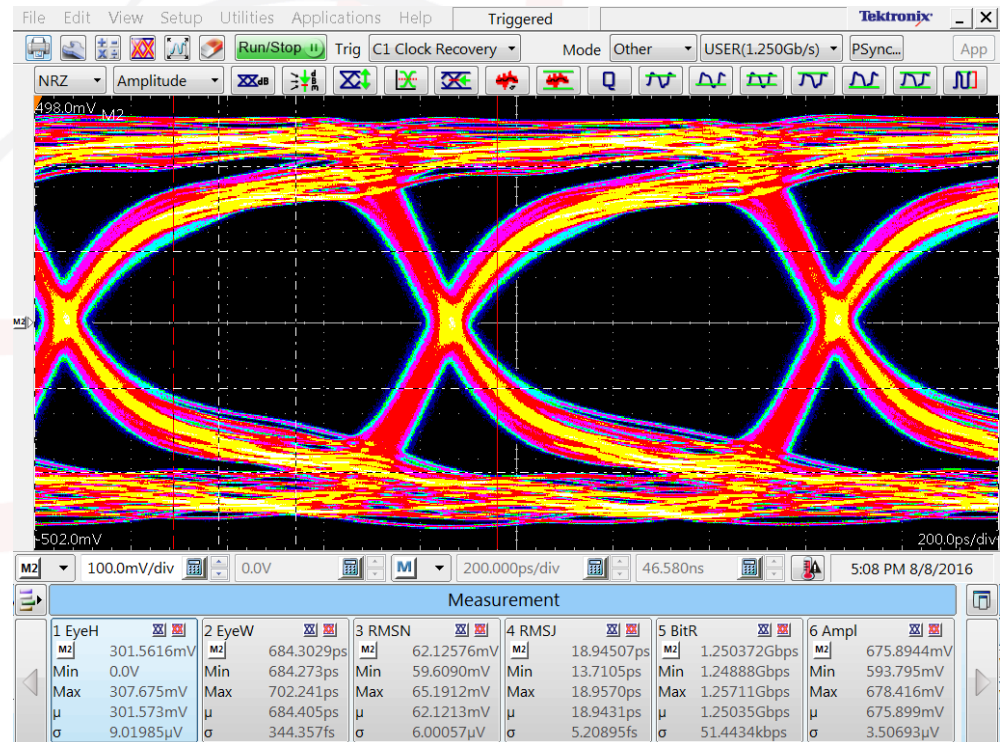 File Edit View Setup Utilities Applications Help Triggered Tektronix
Run/Stop Trig C1 Clock Recovery Mode Other USER(1.250Gb/s) PSync... App
NRZ Amplitude dB dBm Q
498.0mV M2
M2
-502.0mV 200.0ps/div
M2 100.0mV/div 0.0V M 200.000ps/div 46.580ns 5:08 PM 8/8/2016
Measurement
1 EyeH 2 EyeW 3 RMSN 4 RMSJ 5 BitR 6 Ampl
M2 301.5616mV M2 684.3029ps M2 62.12576mV M2 18.94507ps M2 1.250372Gbps M2 675.8944mV
Min 0.0V Min 684.273ps Min 59.6090mV Min 13.7105ps Min 1.24888Gbps Min 593.795mV
Max 307.675mV Max 702.241ps Max 65.1912mV Max 18.9570ps Max 1.25711Gbps Max 678.416mV
µ 301.573mV µ 684.405ps µ 62.1213mV µ 18.9431ps µ 1.25035Gbps µ 675.899mV
σ 9.01985µV σ 344.357fs σ 6.00057µV σ 5.20895fs σ 51.4434kbps σ 3.50693µV